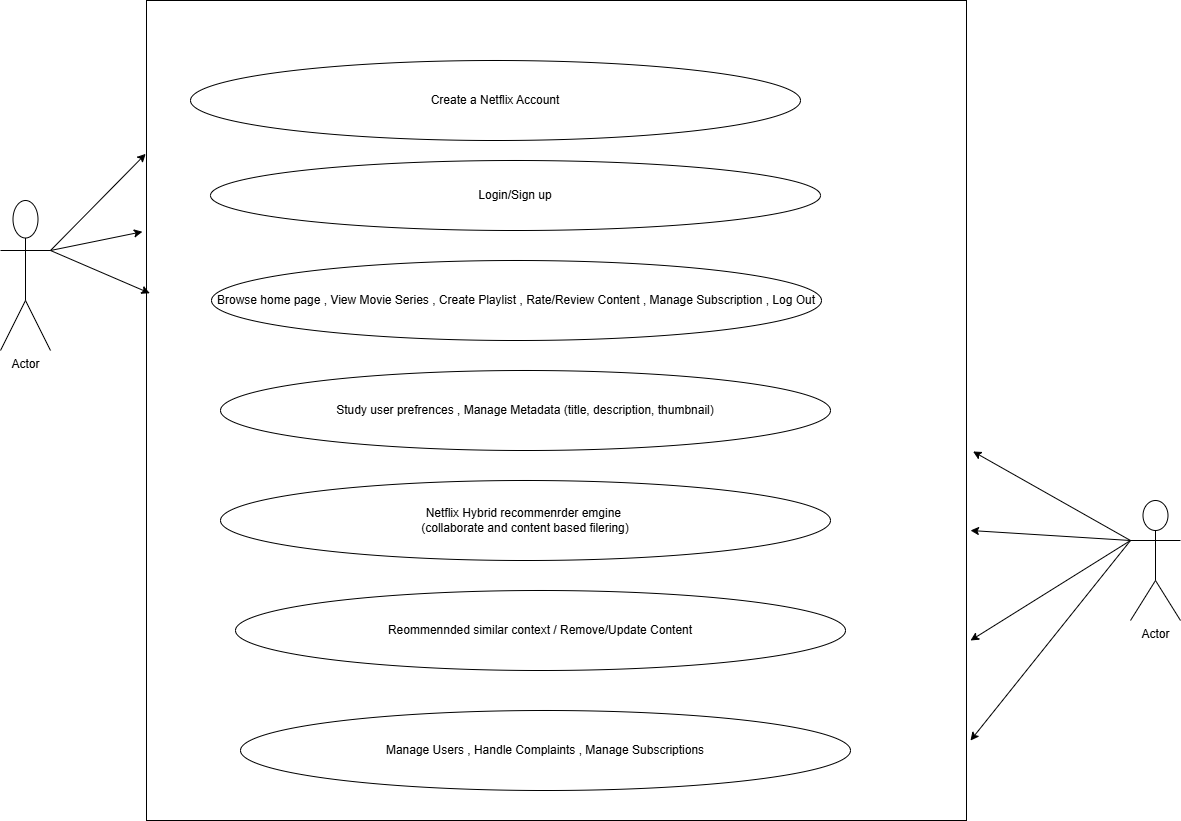 Create a Netflix Account
Login/Sign up
Browse home page , View Movie Series , Create Playlist , Rate/Review Content , Manage Subscription , Log Out
Actor
Study user prefrences , Manage Metadata (title, description, thumbnail)
Netflix Hybrid recommenrder emgine
(collaborate and content based filering)
Reommennded similar context / Remove/Update Content
Actor
Manage Users , Handle Complaints , Manage Subscriptions